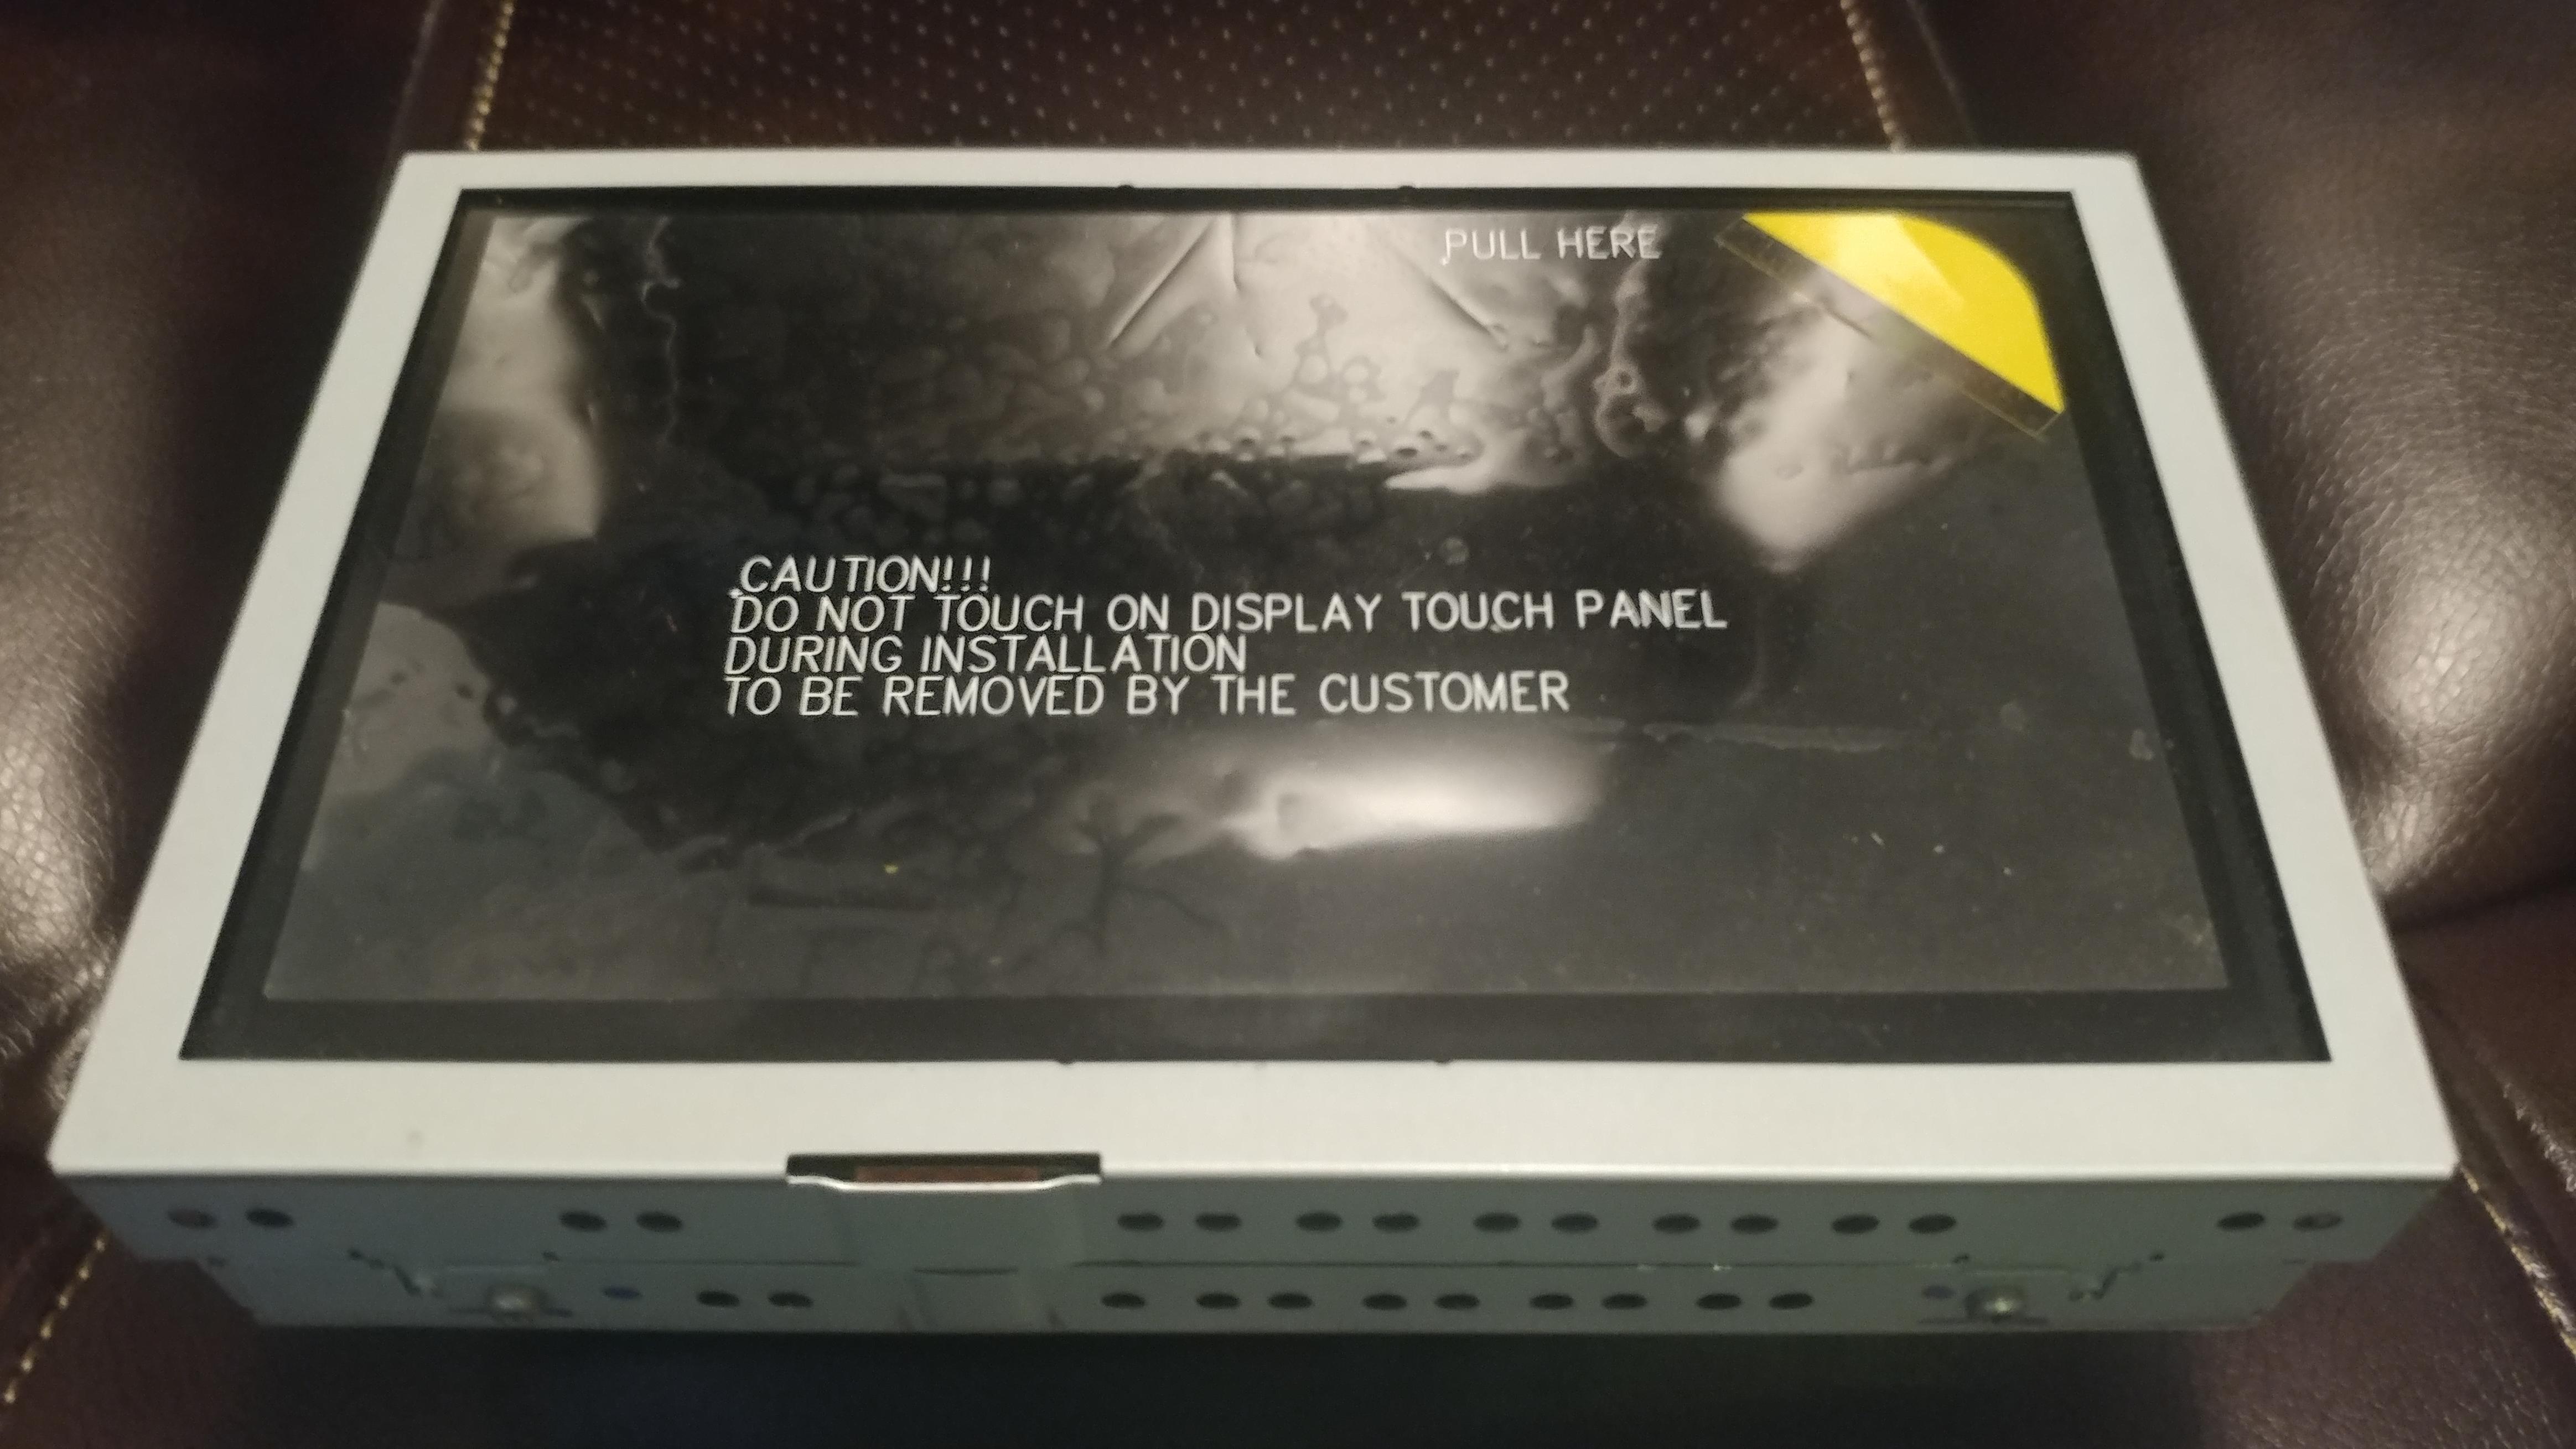 PULL HERE
CAUTION!!!
DO NOT TOUCH ON DISPLAY TOUCH PANEL
DURING INSTALLATION
TO BE REMOVED BY THE CUSTOMER